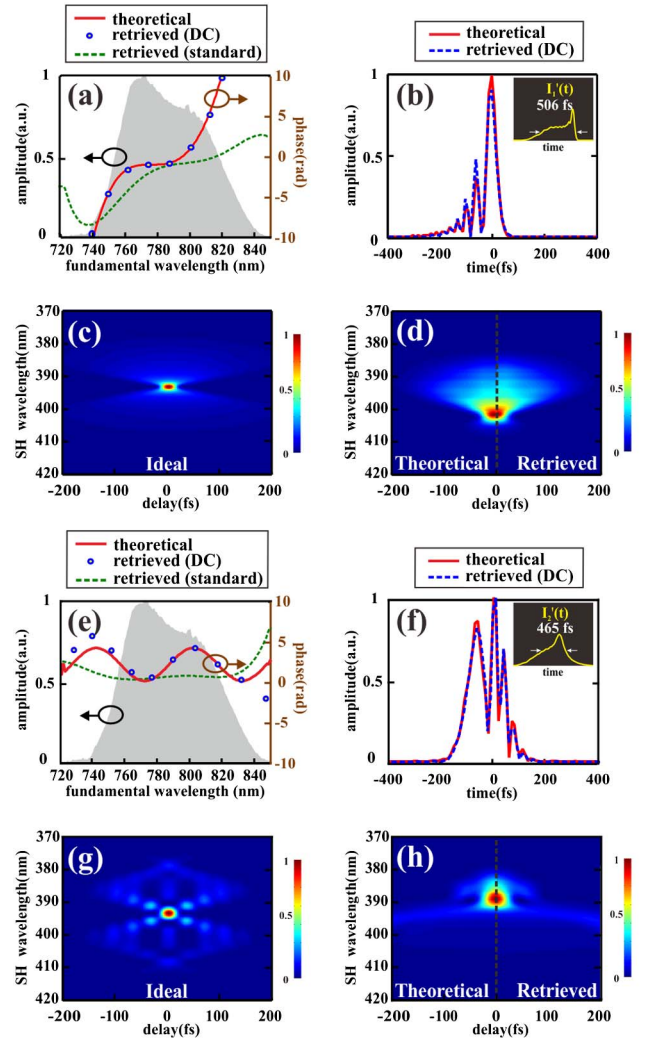 theoretical
retrieved (DC)
retrieved (standard)
theoretical
retrieved (DC)
(a)
1
0.5
0
amplitude(a.u.)
10
5
0
-5
-10
phase(rad)
720 740 760 780 800 820 840
fundamental wavelength (nm)
(b)
1
0.5
0
amplitude(a.u.)
I₁'(t)
506 fs
time
-400 -200 0 200 400
time(fs)
(c)
370
380
390
400
410
420
SH wavelength(nm)
1
0.5
0
Ideal
-200 -100 0 100 200
delay(fs)
(d)
370
380
390
400
410
420
SH wavelength(nm)
1
0.5
0
Theoretical Retrieved
-200 -100 0 100 200
delay(fs)
theoretical
retrieved (DC)
retrieved (standard)
theoretical
retrieved (DC)
(e)
1
0.5
0
amplitude(a.u.)
10
5
0
-5
-10
phase(rad)
720 740 760 780 800 820 840
fundamental wavelength (nm)
(f)
1
0.5
0
amplitude(a.u.)
I₂'(t)
465 fs
time
-400 -200 0 200 400
time(fs)
(g)
370
380
390
400
410
420
SH wavelength(nm)
1
0.5
0
Ideal
-200 -100 0 100 200
delay(fs)
(h)
370
380
390
400
410
420
SH wavelength(nm)
1
0.5
0
Theoretical Retrieved
-200 -100 0 100 200
delay(fs)